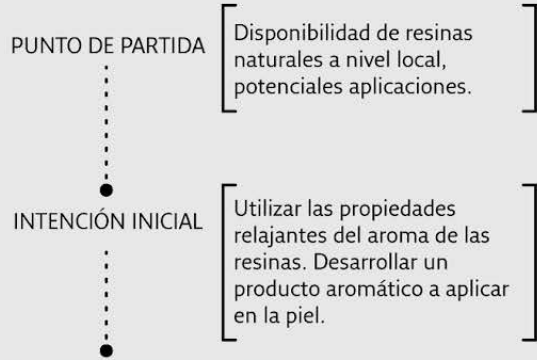 PUNTO DE PARTIDA
Disponibilidad de resinas
naturales a nivel local,
potenciales aplicaciones.
INTENCIÓN INICIAL
Utilizar las propiedades
relajantes del aroma de las
resinas. Desarrollar un
producto aromático a aplicar
en la piel.